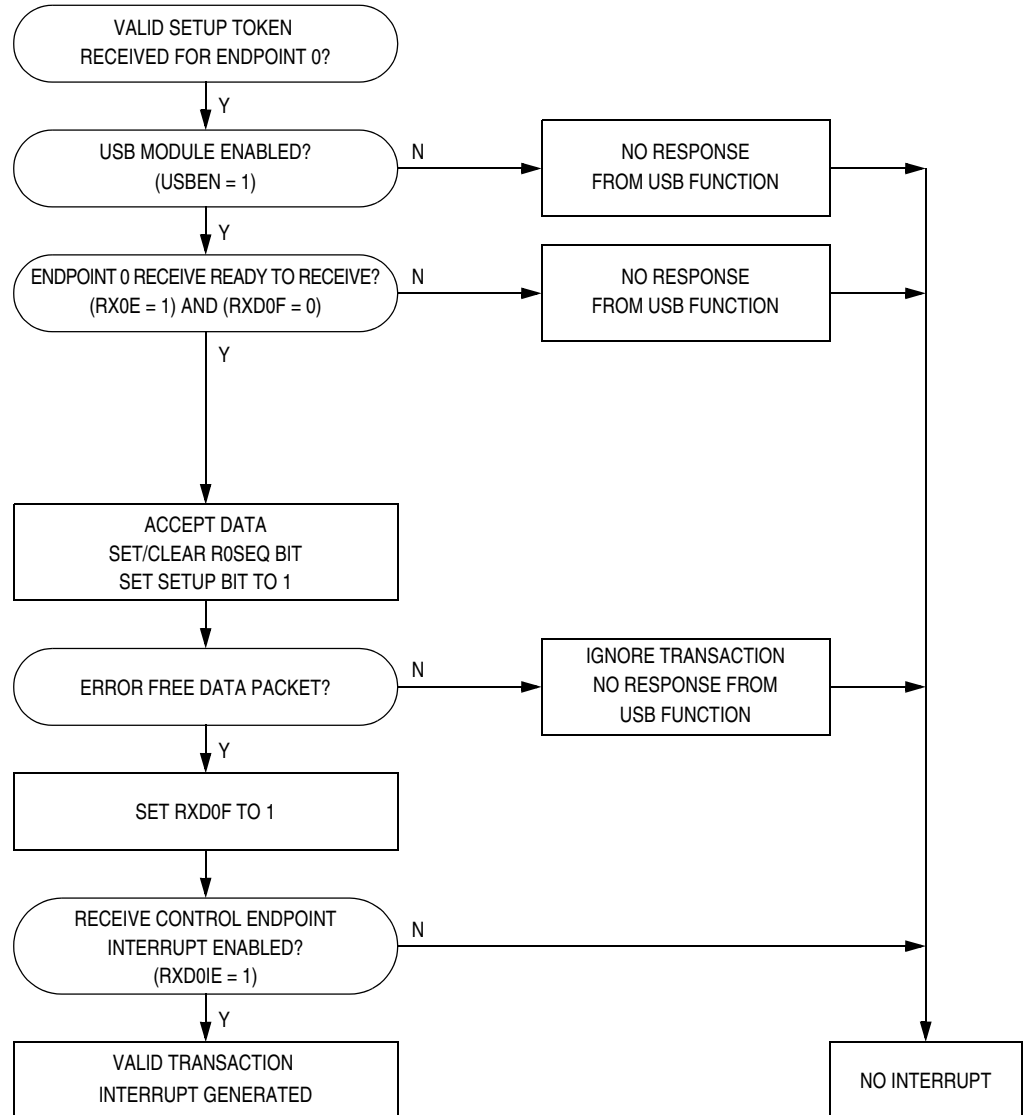 VALID SETUP TOKEN
RECEIVED FOR ENDPOINT 0?
Y
USB MODULE ENABLED?
(USBEN = 1)
N
NO RESPONSE
FROM USB FUNCTION
Y
ENDPOINT 0 RECEIVE READY TO RECEIVE?
(RX0E = 1) AND (RXD0F = 0)
N
NO RESPONSE
FROM USB FUNCTION
Y
ACCEPT DATA
SET/CLEAR R0SEQ BIT
SET SETUP BIT TO 1
ERROR FREE DATA PACKET?
N
IGNORE TRANSACTION
NO RESPONSE FROM
USB FUNCTION
Y
SET RXD0F TO 1
RECEIVE CONTROL ENDPOINT
INTERRUPT ENABLED?
(RXD0IE = 1)
N
Y
VALID TRANSACTION
INTERRUPT GENERATED
NO INTERRUPT